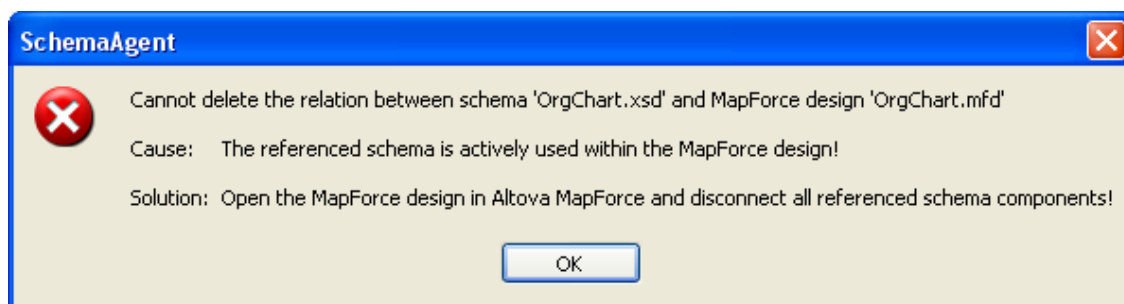 SchemaAgent
Cannot delete the relation between schema 'OrgChart.xsd' and MapForce design 'OrgChart.mfd'
Cause: The referenced schema is actively used within the MapForce design!
Solution: Open the MapForce design in Altova MapForce and disconnect all referenced schema components!
OK